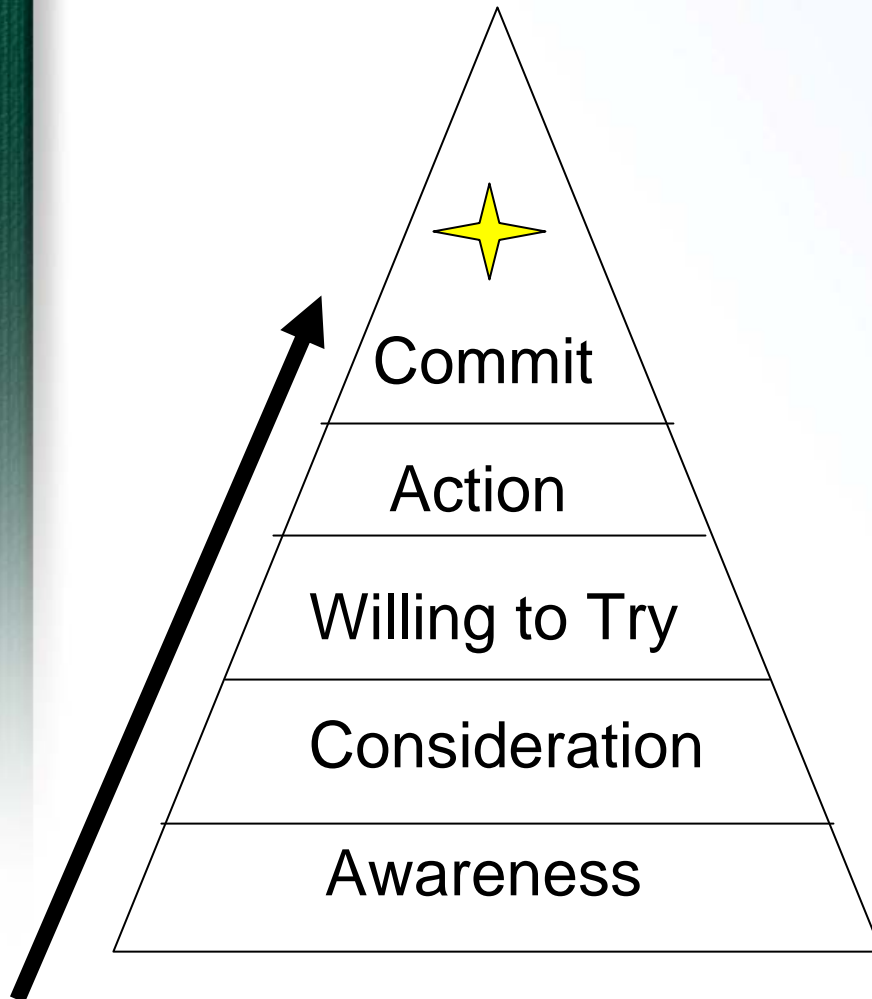 Commit
Action
Willing to Try
Consideration
Awareness